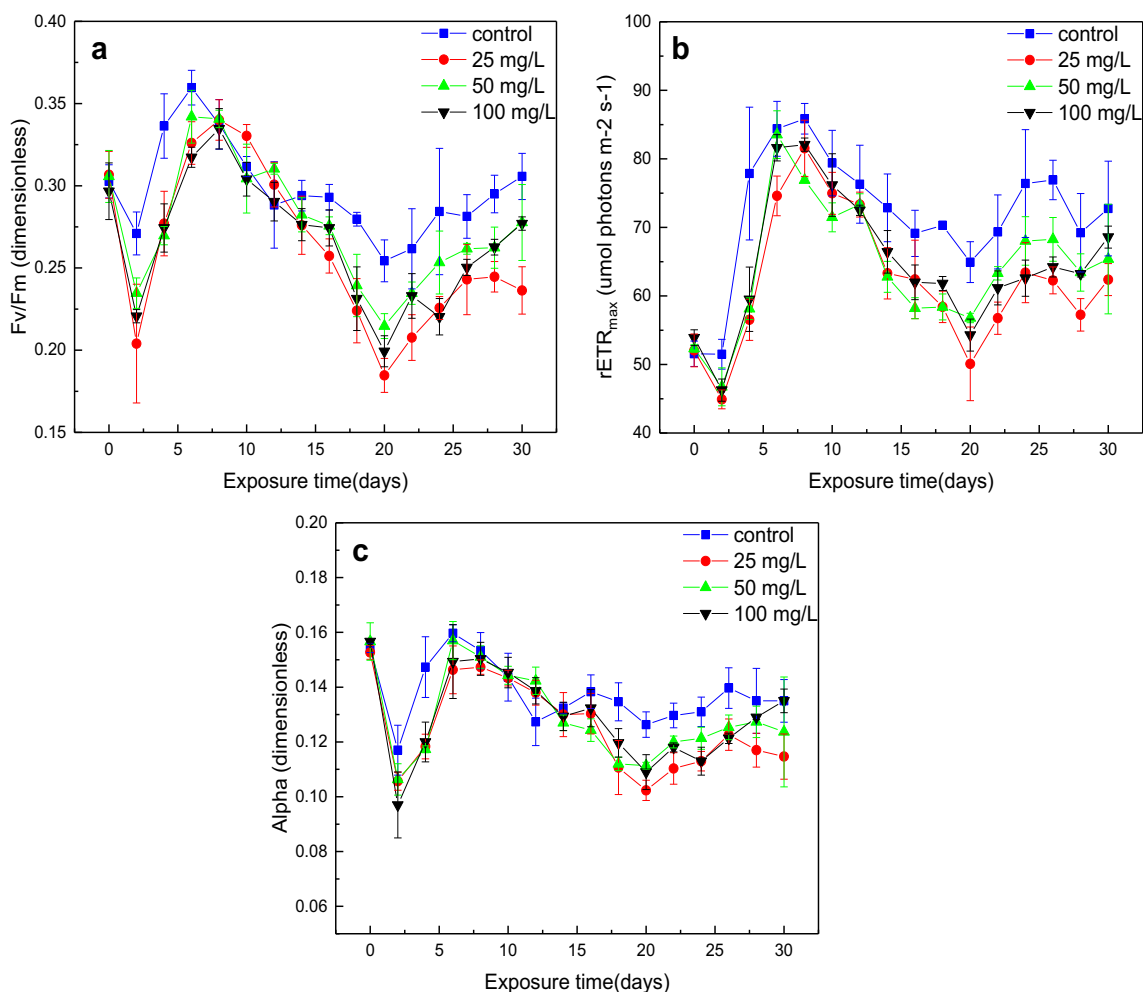 a
control
25 mg/L
50 mg/L
100 mg/L
0.40
0.35
0.30
0.25
0.20
0.15
Fv/Fm (dimensionless)
0 5 10 15 20 25 30
Exposure time(days)
b
control
25 mg/L
50 mg/L
100 mg/L
100
90
80
70
60
50
40
rETRmax (umol photons m-2 s-1)
0 5 10 15 20 25 30
Exposure time(days)
c
control
25 mg/L
50 mg/L
100 mg/L
0.20
0.18
0.16
0.14
0.12
0.10
0.08
0.06
Alpha (dimensionless)
0 5 10 15 20 25 30
Exposure time(days)